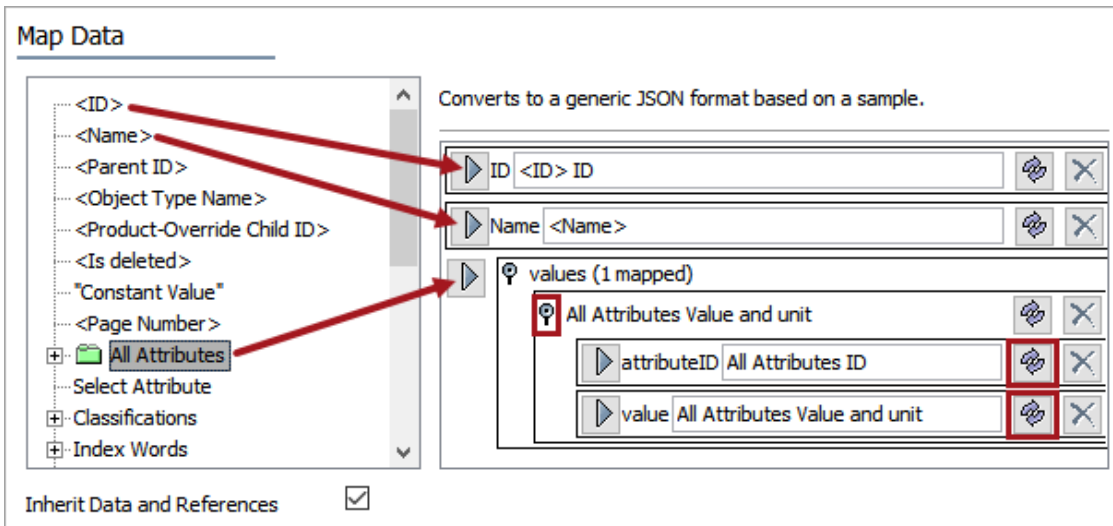 Map Data
<ID>
<Name>
<Parent ID>
<Object Type Name>
<Product-Override Child ID>
<Is deleted>
"Constant Value"
<Page Number>
All Attributes
Select Attribute
Classifications
Index Words
Converts to a generic JSON format based on a sample.
ID <ID> ID
Name <Name>
values (1 mapped)
All Attributes Value and unit
attributeID All Attributes ID
value All Attributes Value and unit
Inherit Data and References